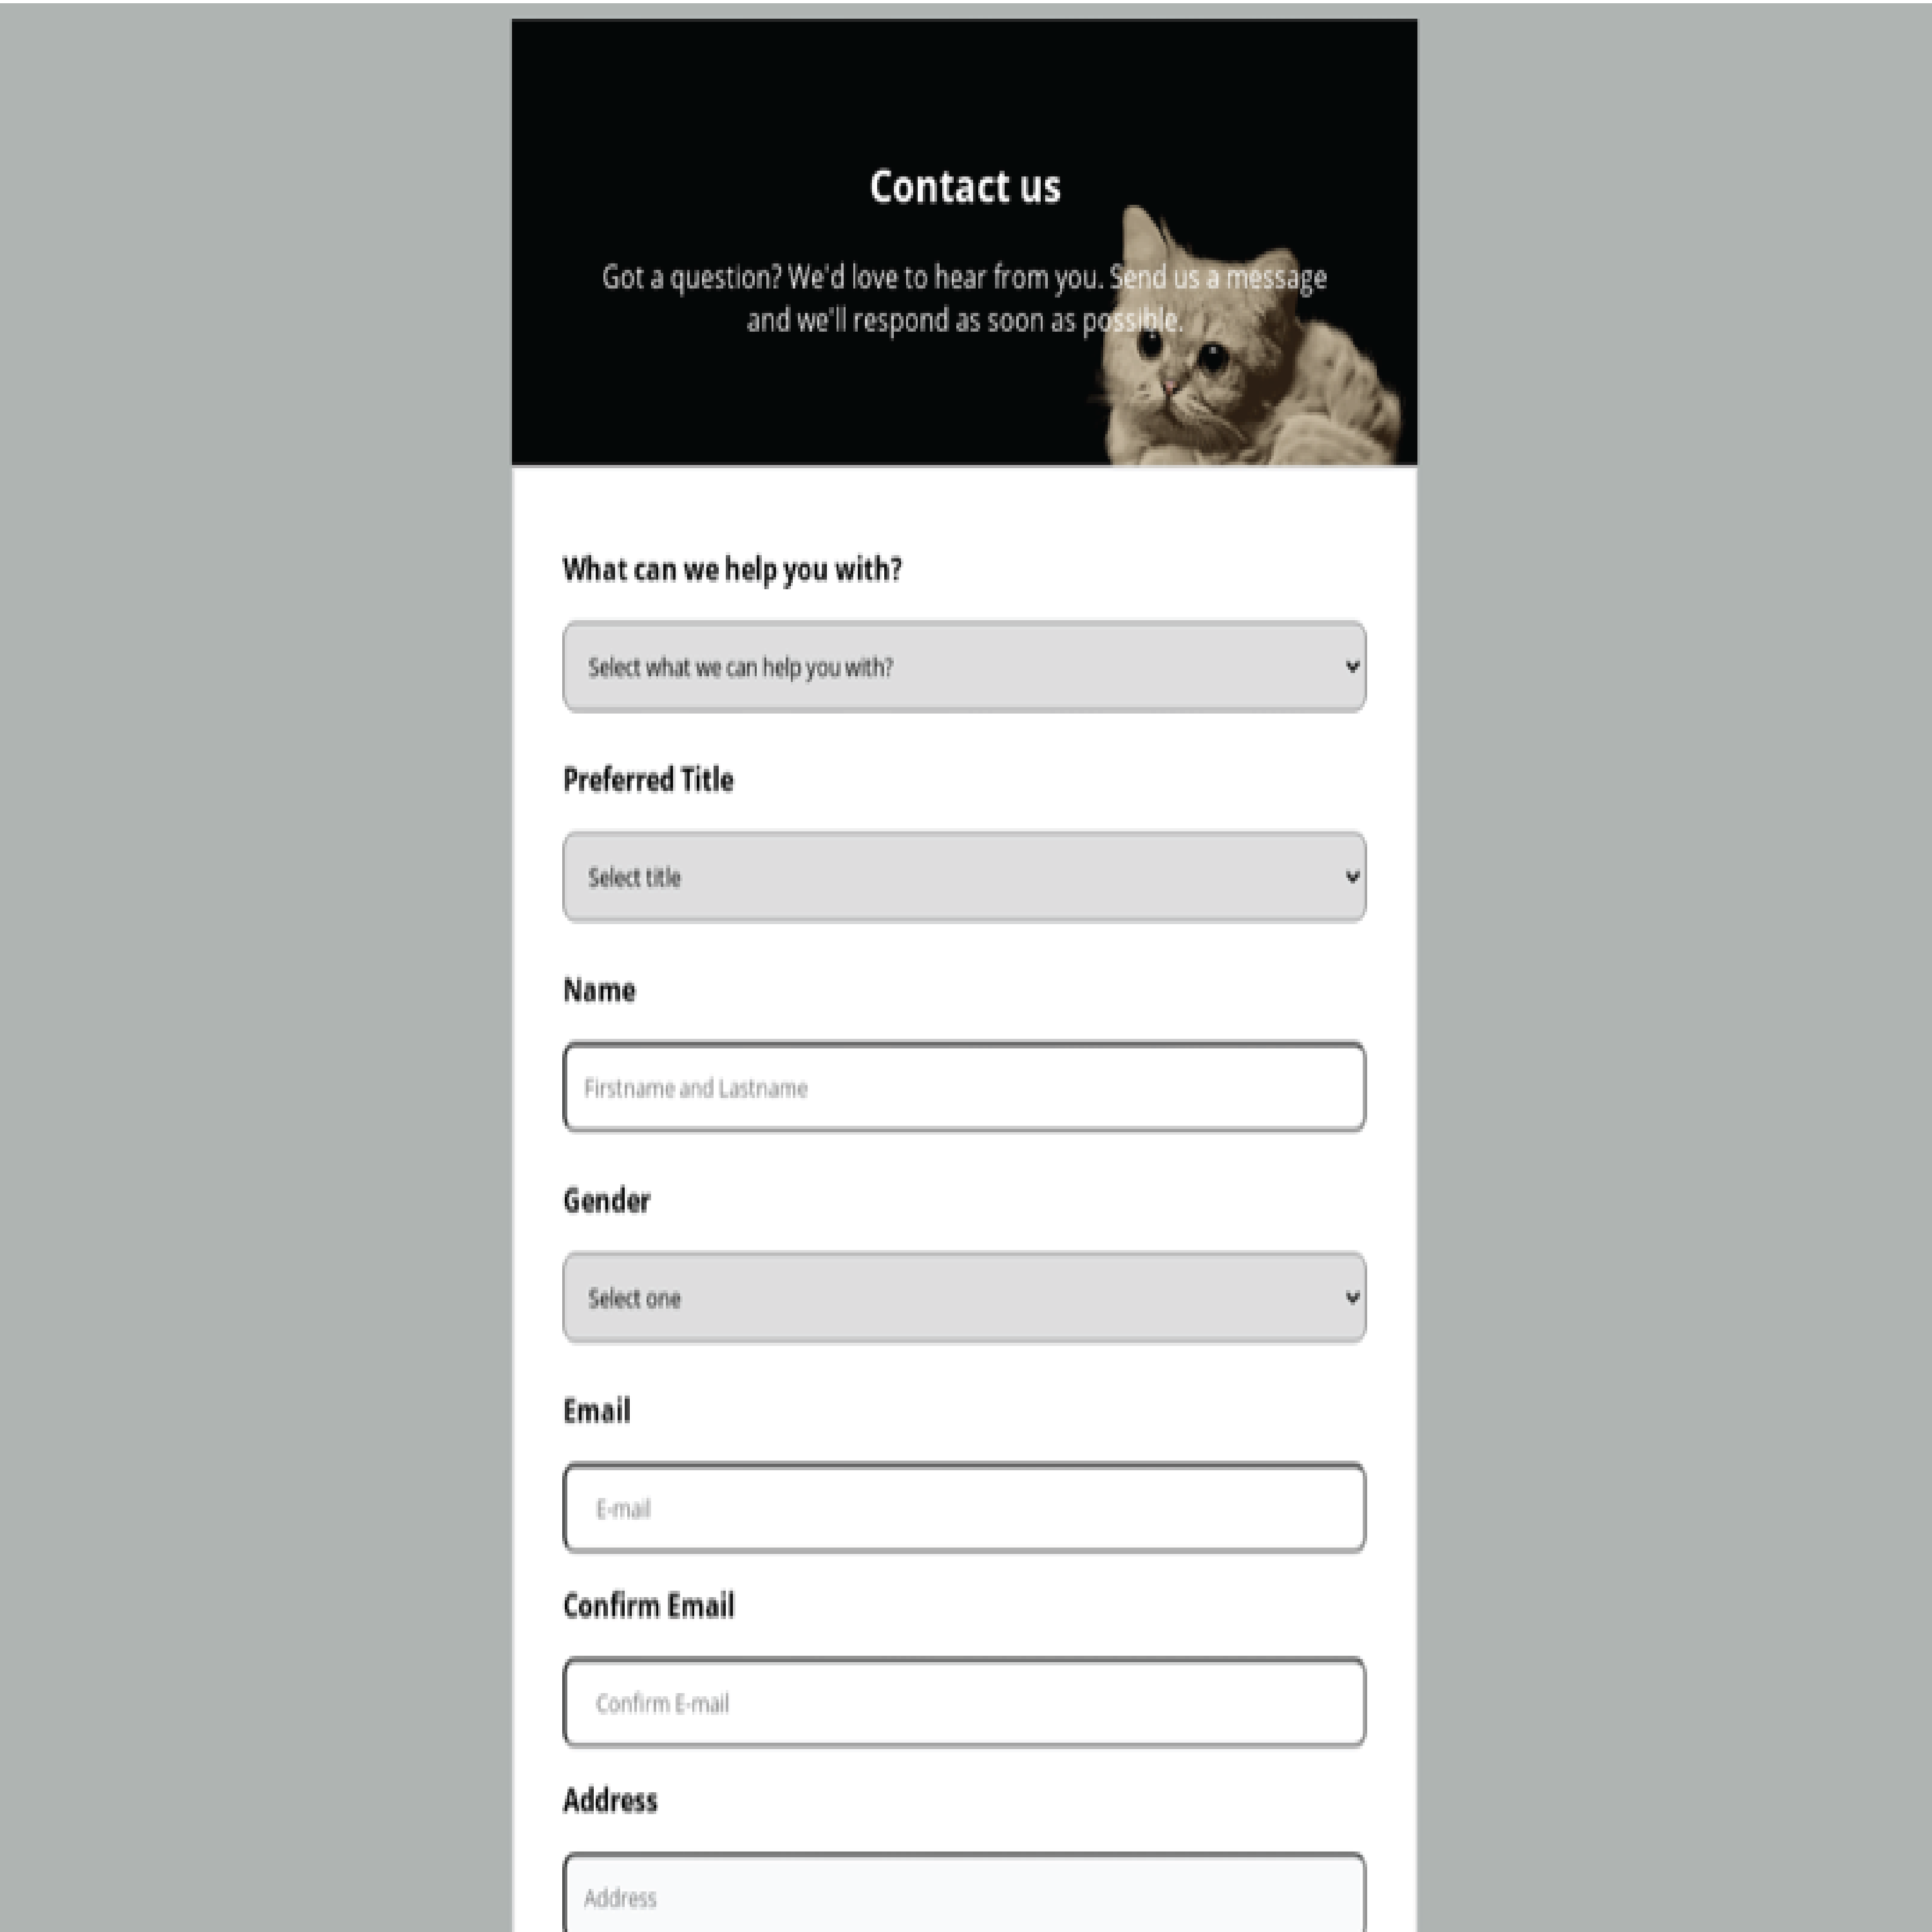 Contact us
Got a question? We'd love to hear from you. Send us a message
and we'll respond as soon as possible.
What can we help you with?
Select what we can help you with?
Preferred Title
Select title
Name
Firstname and Lastname
Gender
Select one
Email
E-mail
Confirm Email
Confirm E-mail
Address
Address